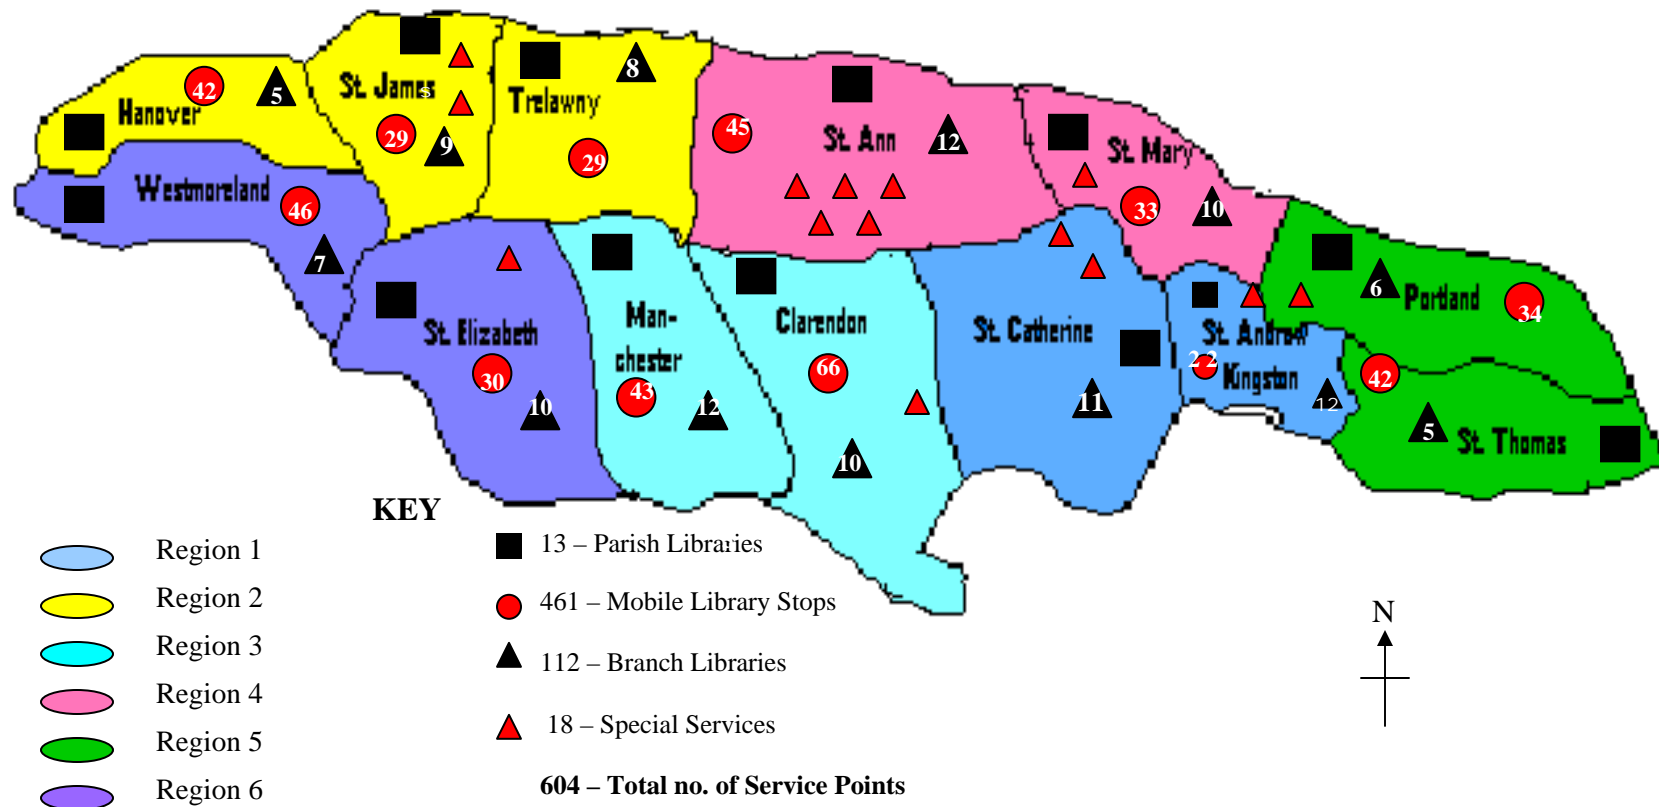 St. James
Hanover
42
5
29
9
Trelawny
8
29
45
St. Ann
12
St. Mary
33
10
Westmoreland
46
7
St. Elizabeth
30
10
Man-
chester
43
12
Clarendon
66
10
St. Catherine
11
St. Andrew
Kingston
2 2
12
6
Portland
34
42
5
St. Thomas
KEY
Region 1
Region 2
Region 3
Region 4
Region 5
Region 6
13 – Parish Libraries
461 – Mobile Library Stops
112 – Branch Libraries
18 – Special Services
604 – Total no. of Service Points
N